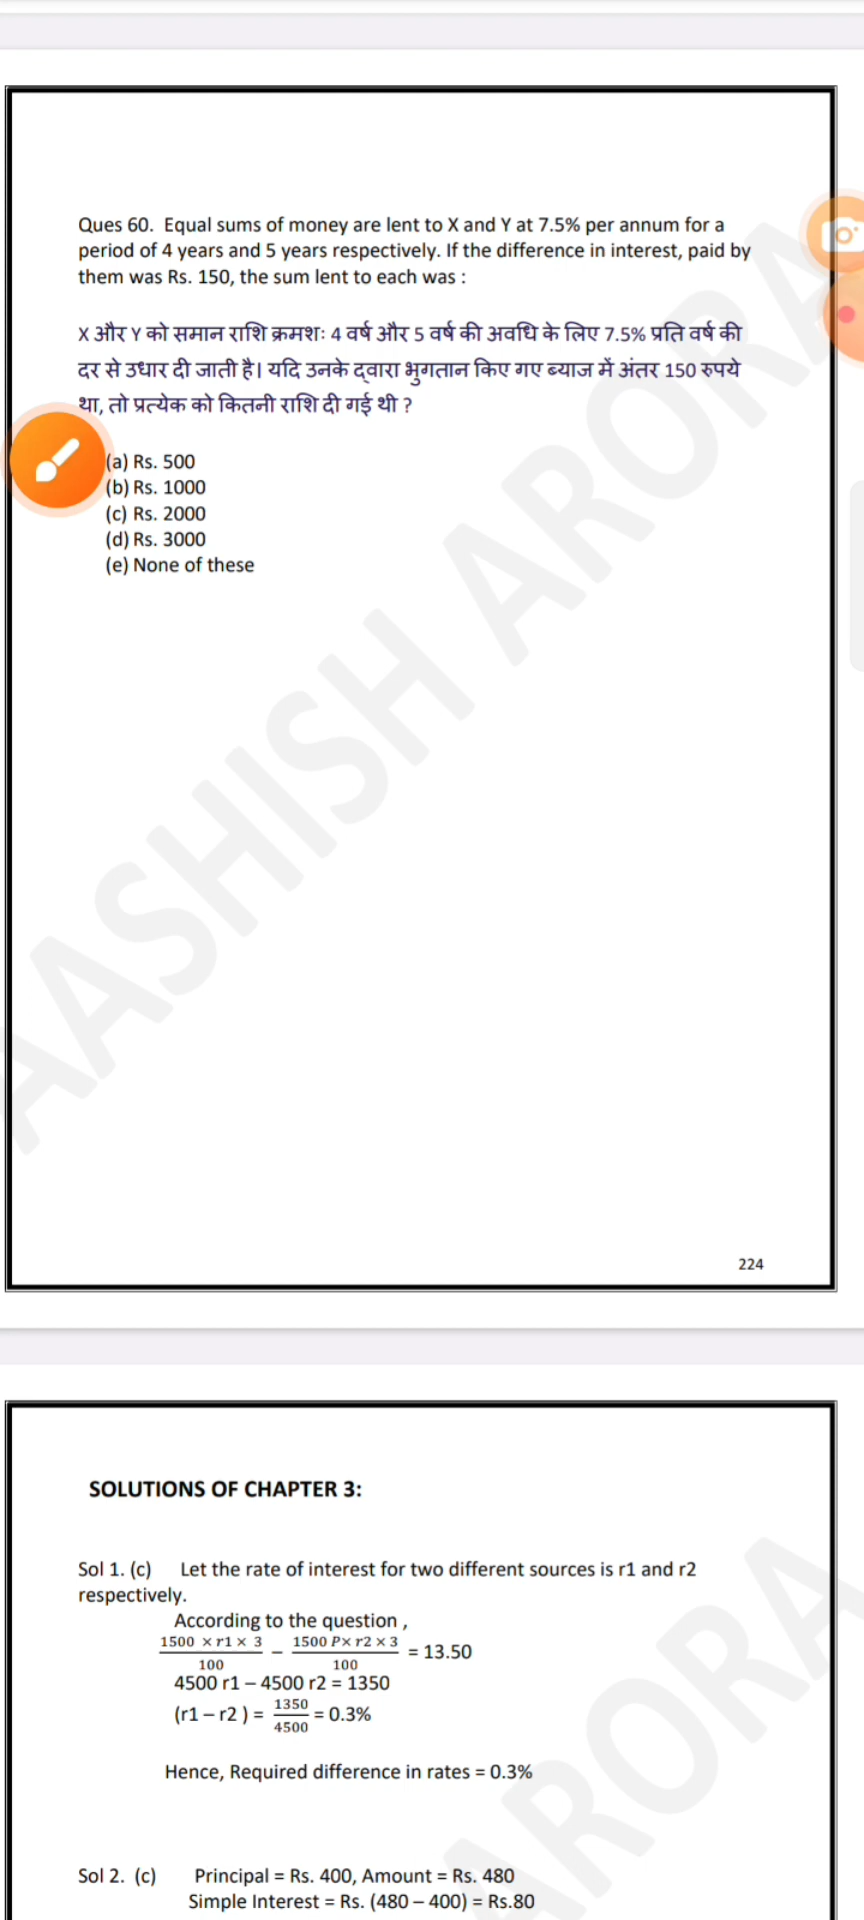 Ques 60. Equal sums of money are lent to X and Y at 7.5% per annum for a
period of 4 years and 5 years respectively. If the difference in interest, paid by
them was Rs. 150, the sum lent to each was :
X और Y को समान राशि क्रमशः 4 वर्ष और 5 वर्ष की अवधि के लिए 7.5% प्रति वर्ष की
दर से उधार दी जाती है। यदि उनके द्वारा भुगतान किए गए ब्याज में अंतर 150 रुपये
था, तो प्रत्येक को कितनी राशि दी गई थी ?
(a) Rs. 500
(b) Rs. 1000
(c) Rs. 2000
(d) Rs. 3000
(e) None of these
AASHISH ARORA
224
SOLUTIONS OF CHAPTER 3:
Sol 1. (c) Let the rate of interest for two different sources is r1 and r2
respectively.
According to the question ,
1500 × r1 × 3 / 100 − 1500 P× r2 × 3 / 100 = 13.50
4500 r1 – 4500 r2 = 1350
(r1 – r2 ) = 1350 / 4500 = 0.3%
Hence, Required difference in rates = 0.3%
Sol 2. (c) Principal = Rs. 400, Amount = Rs. 480
Simple Interest = Rs. (480 – 400) = Rs.80
ARORA